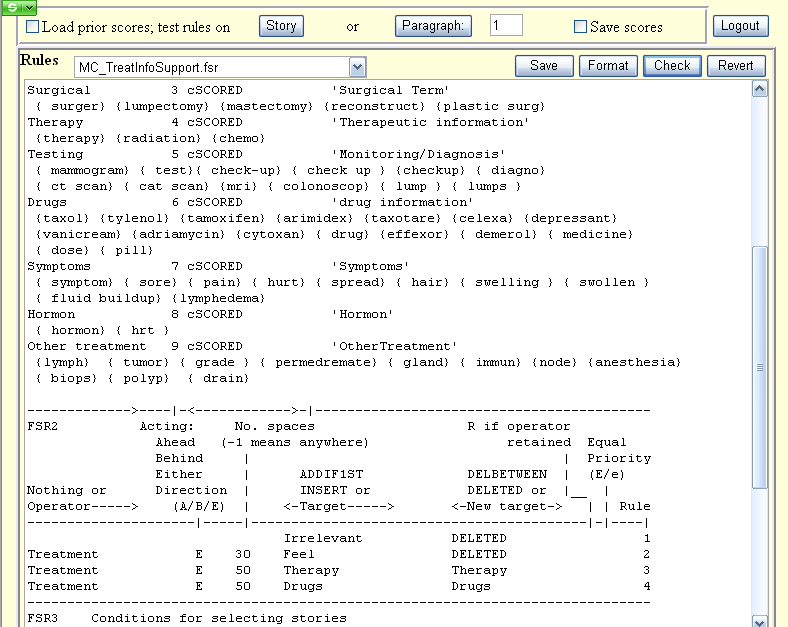 S
Load prior scores; test rules on Story or Paragraph: 1 Save scores Logout
Rules MC_TreatInfoSupport.fsr Save Format Check Revert
Surgical 3 cSCORED 'Surgical Term'
{ surger} {lumpectomy} {mastectomy} {reconstruct} {plastic surg}
Therapy 4 cSCORED 'Therapeutic information'
{therapy} {radiation} {chemo}
Testing 5 cSCORED 'Monitoring/Diagnosis'
{ mammogram} { test}{ check-up} { check up } {checkup} { diagno}
{ ct scan} { cat scan} {mri} { colonoscop} { lump } { lumps }
Drugs 6 cSCORED 'drug information'
{taxol} {tylenol} {tamoxifen} {arimidex} {taxotare} {celexa} {depressant}
{vanicream} {adriamycin} {cytoxan} { drug} {effexor} { demerol} { medicine}
{ dose} { pill}
Symptoms 7 cSCORED 'Symptoms'
{ symptom} { sore} { pain} { hurt} { spread} { hair} { swelling } { swollen }
{ fluid buildup} {lymphedema}
Hormon 8 cSCORED 'Hormon'
{ hormon} { hrt }
Other treatment 9 cSCORED 'OtherTreatment'
{lymph} { tumor} { grade } { permedremate} { gland} { immun} {node} {anesthesia}
{ biops} { polyp} { drain}
------------->----|-<------------>-|------------------------------------------
FSR2 Acting: No. spaces R if operator
Ahead (-1 means anywhere) retained Equal
Behind | | Priority
Either | ADDIF1ST DELBETWEEN | (E/e)
Nothing or Direction | INSERT or DELETED or |__ |
Operator-----> (A/B/E) | <-Target-----> <-New target-> | | Rule
---------------------|-----|------------------------------------------|-|----|
Irrelevant DELETED 1
Treatment E 30 Feel DELETED 2
Treatment E 50 Therapy Therapy 3
Treatment E 50 Drugs Drugs 4
------------------------------------------------------------------------------
FSR3 Conditions for selecting stories